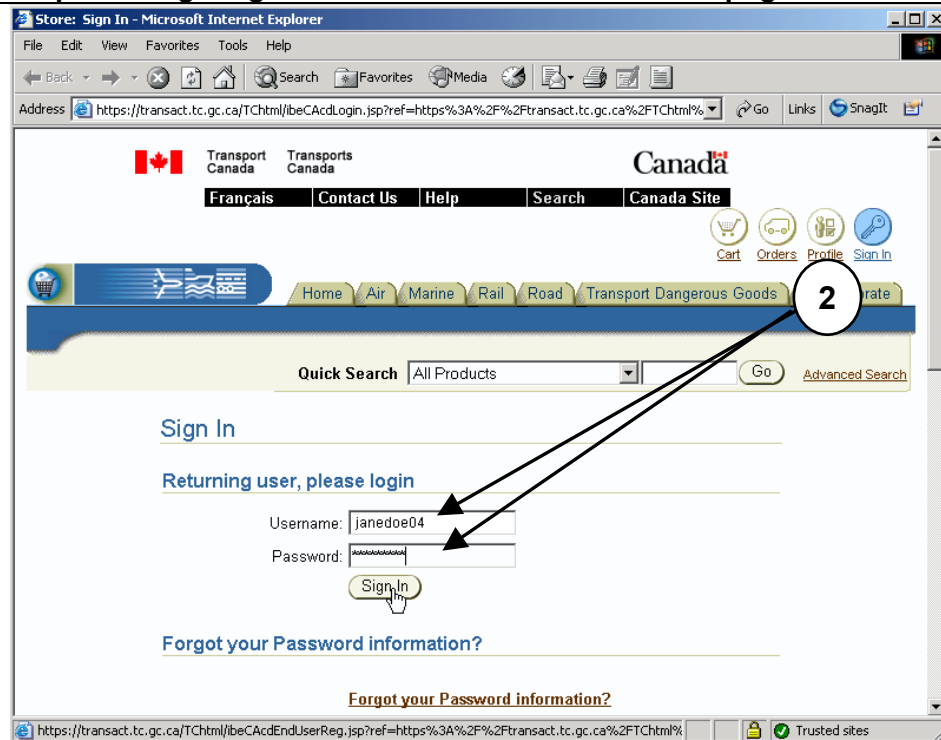 Store: Sign In - Microsoft Internet Explorer
File Edit View Favorites Tools Help
Back Search Favorites Media
Address https://transact.tc.gc.ca/TChtml/ibeCAcdLogin.jsp?ref=https%3A%2F%2Ftransact.tc.gc.ca%2FTChtml% Go Links SnagIt
Transport Canada Transports Canada Canada
Français Contact Us Help Search Canada Site
Cart Orders Profile Sign In
Home Air Marine Rail Road Transport Dangerous Goods 2
Quick Search All Products Go Advanced Search
Sign In
Returning user, please login
Username: janedoe04
Password: **********
Sign In
Forgot your Password information?
Forgot your Password information?
https://transact.tc.gc.ca/TChtml/ibeCAcdEndUserReg.jsp?ref=https%3A%2F%2Ftransact.tc.gc.ca%2FTChtml% Trusted sites